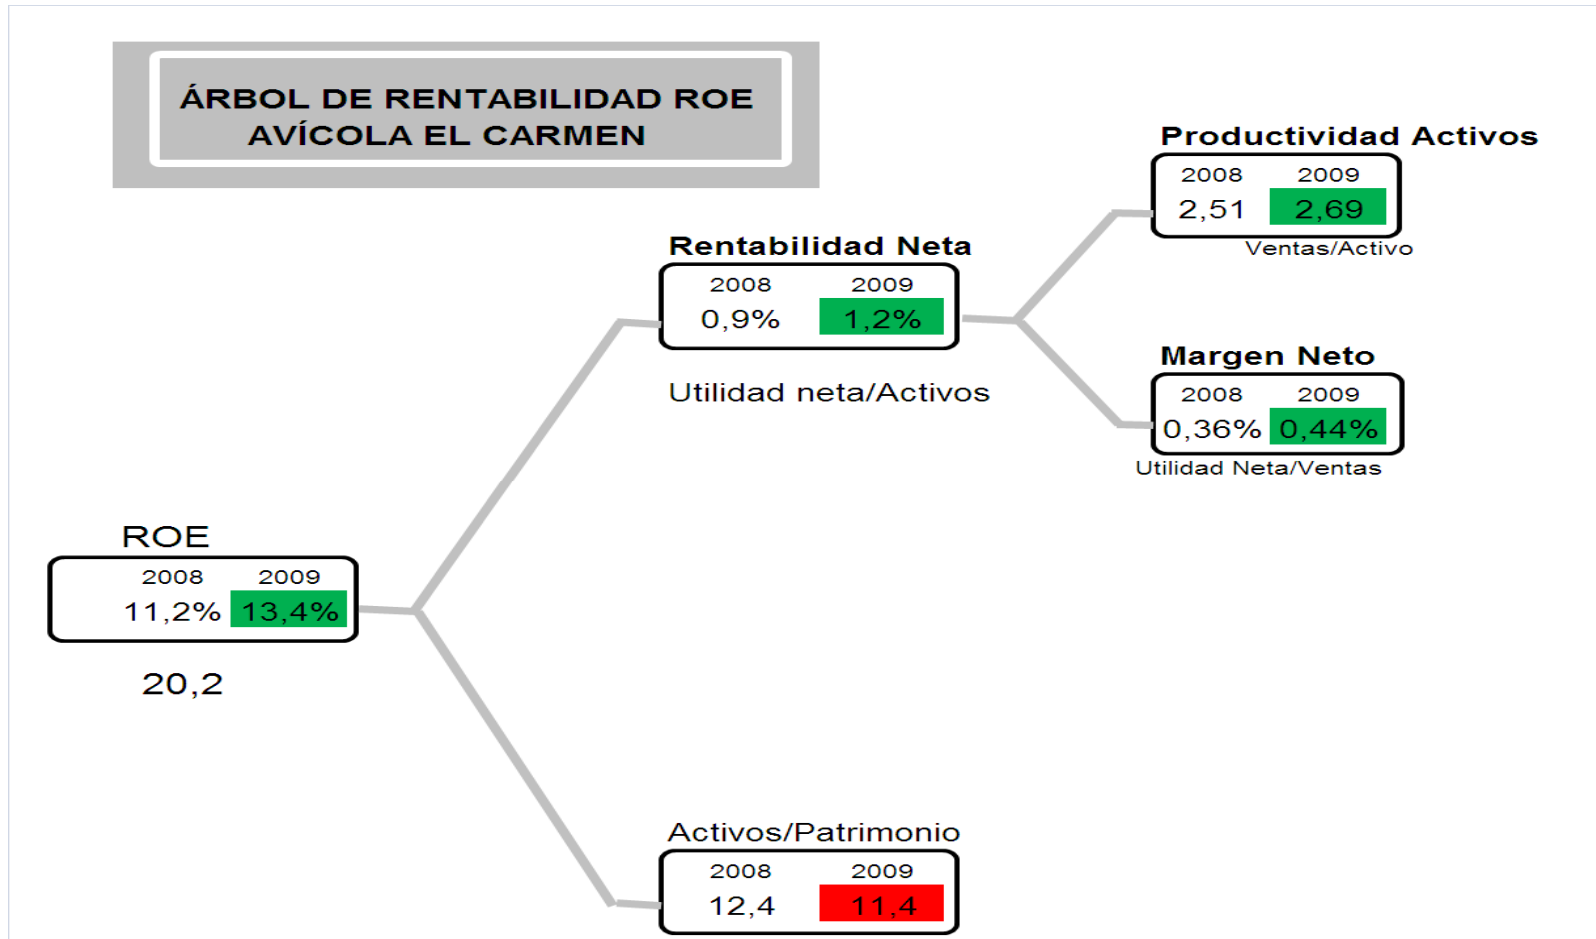 ÁRBOL DE RENTABILIDAD ROE
AVÍCOLA EL CARMEN
Productividad Activos
2008 2009
2,51 2,69
Ventas/Activo
Rentabilidad Neta
2008 2009
0,9% 1,2%
Utilidad neta/Activos
Margen Neto
2008 2009
0,36% 0,44%
Utilidad Neta/Ventas
ROE
2008 2009
11,2% 13,4%
20,2
Activos/Patrimonio
2008 2009
12,4 11,4